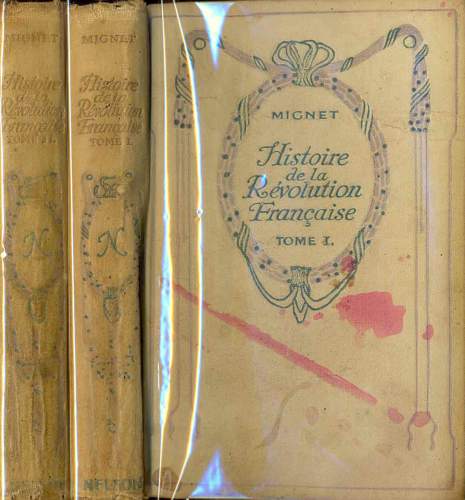 MIGNET
Histoire
de la
Révolution
Française
TOME II.
N
MIGNET
Histoire
de la
Révolution
Française
TOME I.
N
NELSON
MIGNET
Histoire
de la
Révolution
Française
TOME I.